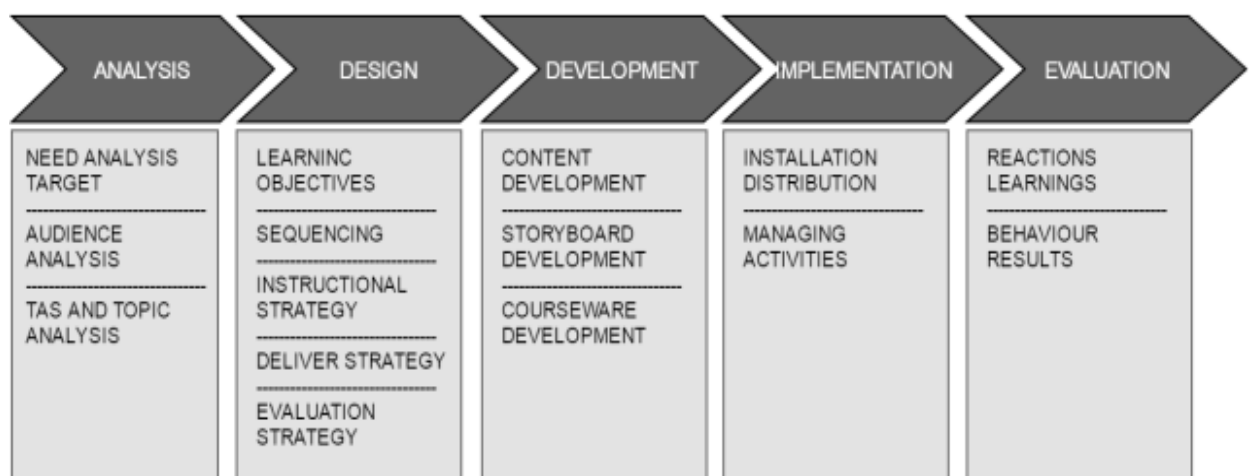 ANALYSIS
DESIGN
DEVELOPMENT
IMPLEMENTATION
EVALUATION
NEED ANALYSIS
TARGET
AUDIENCE
ANALYSIS
TAS AND TOPIC
ANALYSIS
LEARNINC
OBJECTIVES
SEQUENCING
INSTRUCTIONAL
STRATEGY
DELIVER STRATEGY
EVALUATION
STRATEGY
CONTENT
DEVELOPMENT
STORYBOARD
DEVELOPMENT
COURSEWARE
DEVELOPMENT
INSTALLATION
DISTRIBUTION
MANAGING
ACTIVITIES
REACTIONS
LEARNINGS
BEHAVIOUR
RESULTS